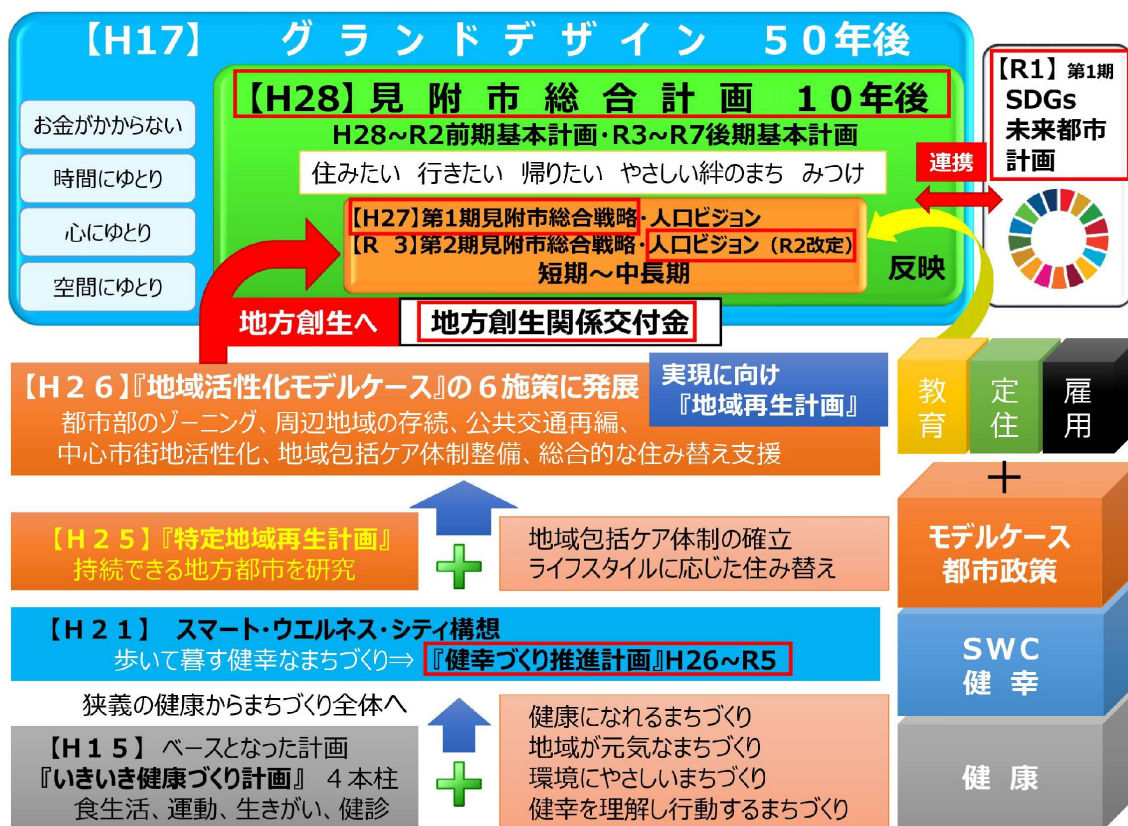 【H17】 グランドデザイン 50年後
お金がかからない
時間にゆとり
心にゆとり
空間にゆとり
【H28】見附市総合計画 10年後
H28~R2前期基本計画・R3~R7後期基本計画
住みたい 行きたい 帰りたい やさしい絆のまち みつけ
【H27】第1期見附市総合戦略・人口ビジョン
【R 3】第2期見附市総合戦略・人口ビジョン（R2改定）
短期～中長期
反映
連携
【R1】第1期
SDGs
未来都市
計画
地方創生へ
地方創生関係交付金
【H26】『地域活性化モデルケース』の6施策に発展
都市部のゾーニング、周辺地域の存続、公共交通再編、
中心市街地活性化、地域包括ケア体制整備、総合的な住み替え支援
実現に向け
『地域再生計画』
教育
定住
雇用
＋
モデルケース
都市政策
【H25】『特定地域再生計画』
持続できる地方都市を研究
地域包括ケア体制の確立
ライフスタイルに応じた住み替え
【H21】 スマート・ウエルネス・シティ構想
歩いて暮す健幸なまちづくり⇒『健幸づくり推進計画』H26~R5
SWC
健幸
狭義の健康からまちづくり全体へ
【H15】ベースとなった計画
『いきいき健康づくり計画』4本柱
食生活、運動、生きがい、健診
健康になれるまちづくり
地域が元気なまちづくり
環境にやさしいまちづくり
健幸を理解し行動するまちづくり
健康